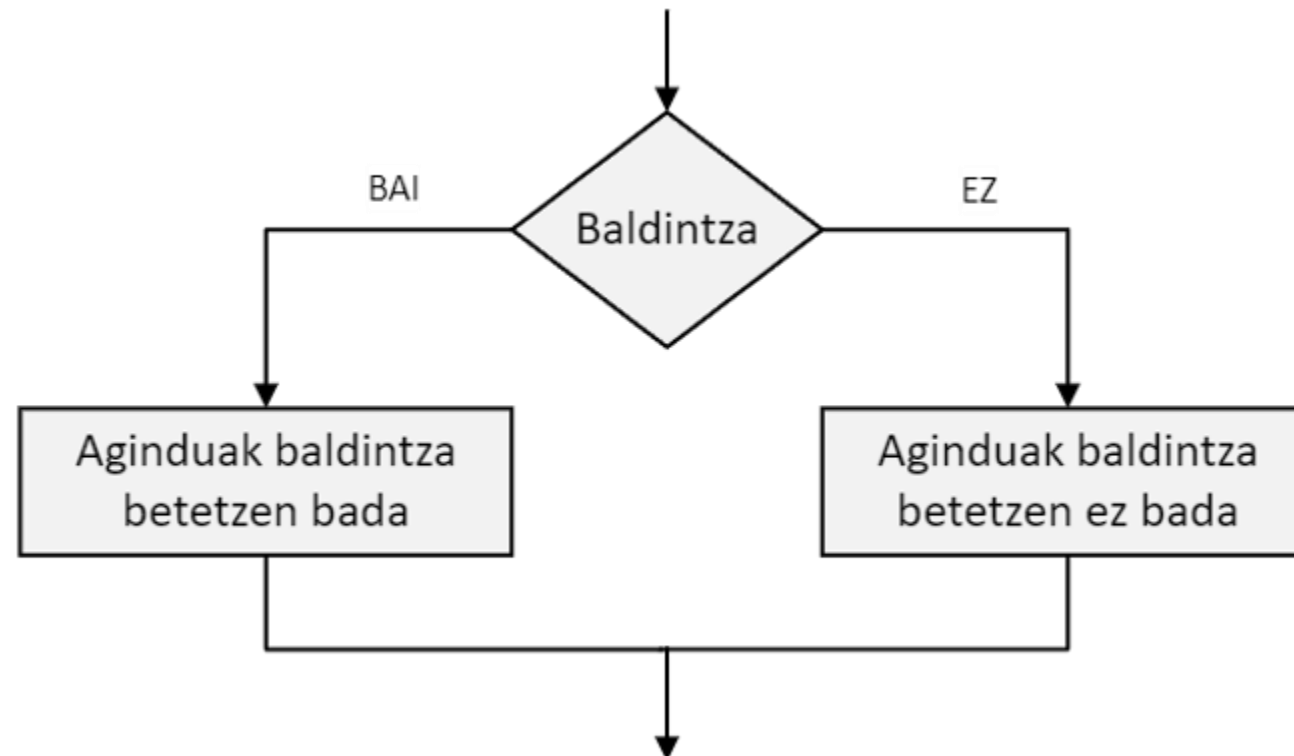 BAI
EZ
Baldintza
Aginduak baldintza
betetzen bada
Aginduak baldintza
betetzen ez bada